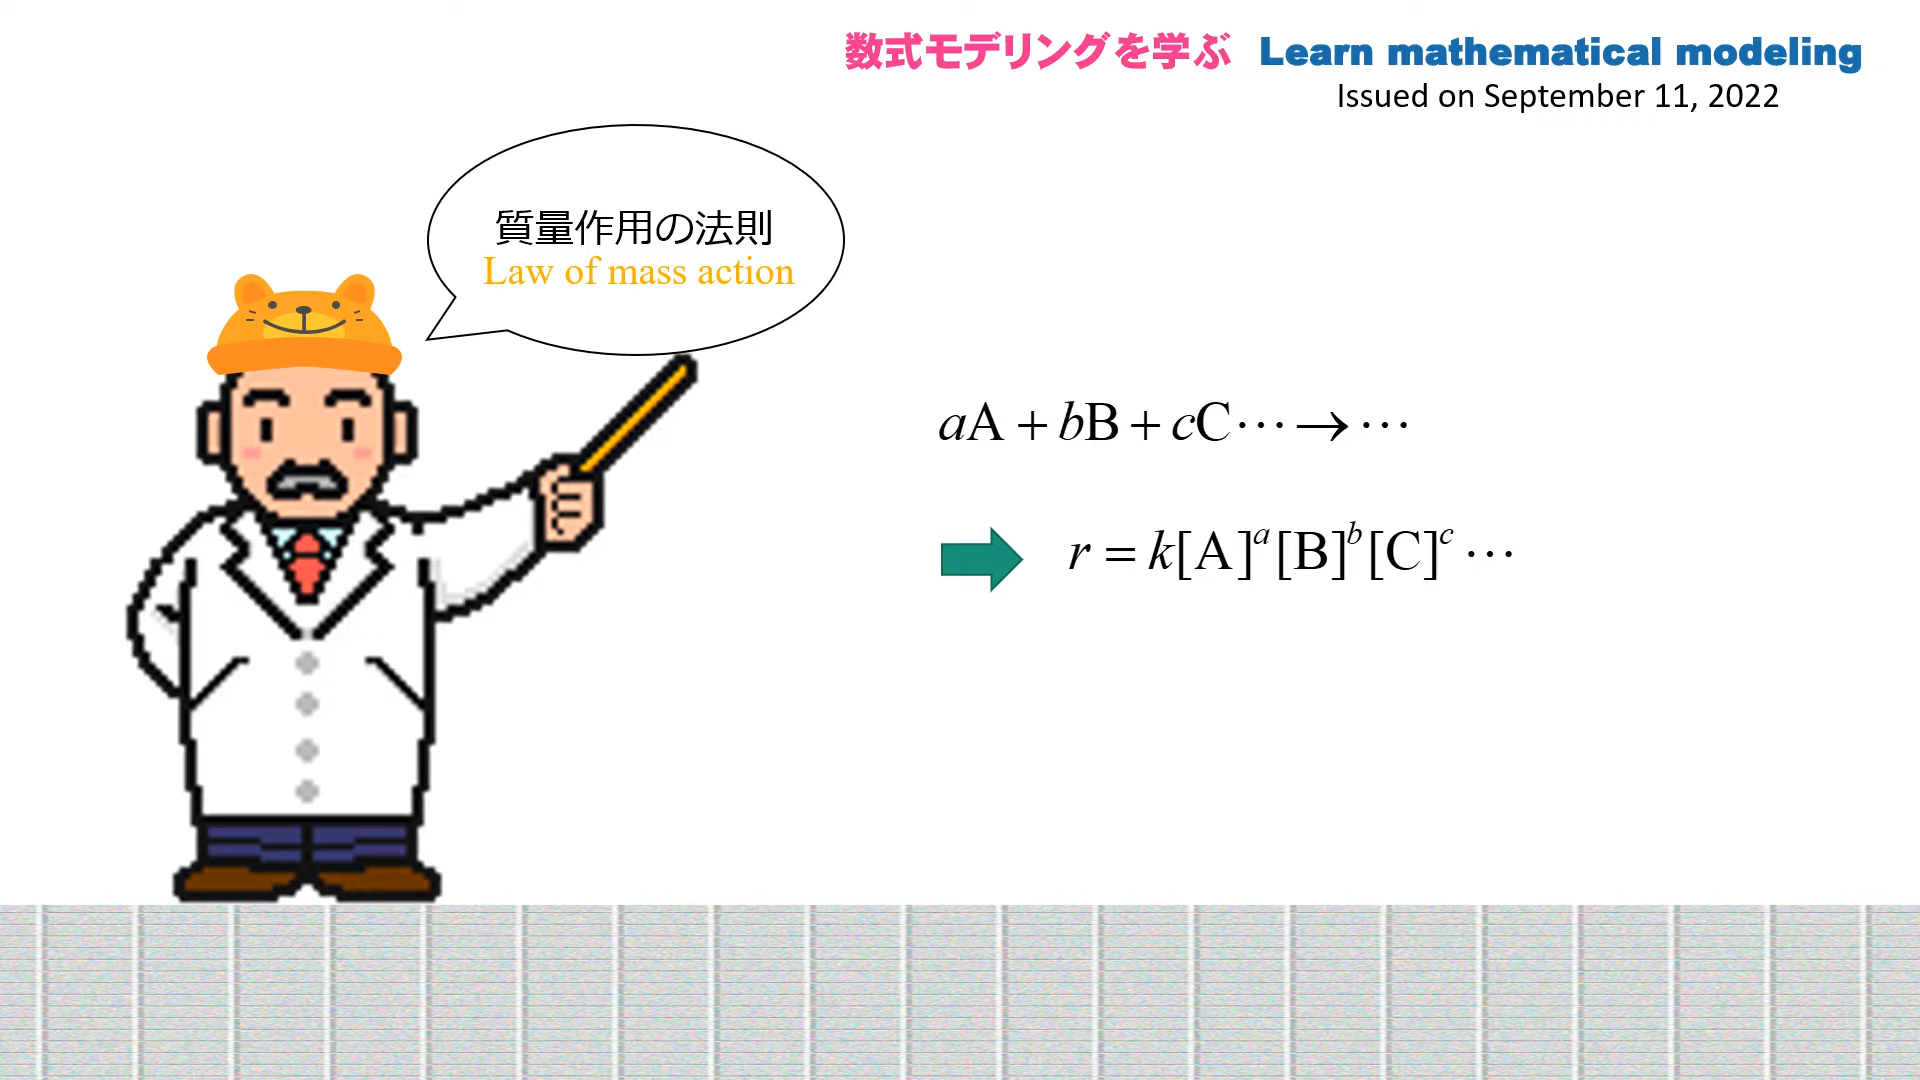 数式モデリングを学ぶ Learn mathematical modeling
Issued on September 11, 2022
質量作用の法則
Law of mass action
aA + bB + cC⋯ → ⋯
r = k[A]^a[B]^b[C]^c ⋯